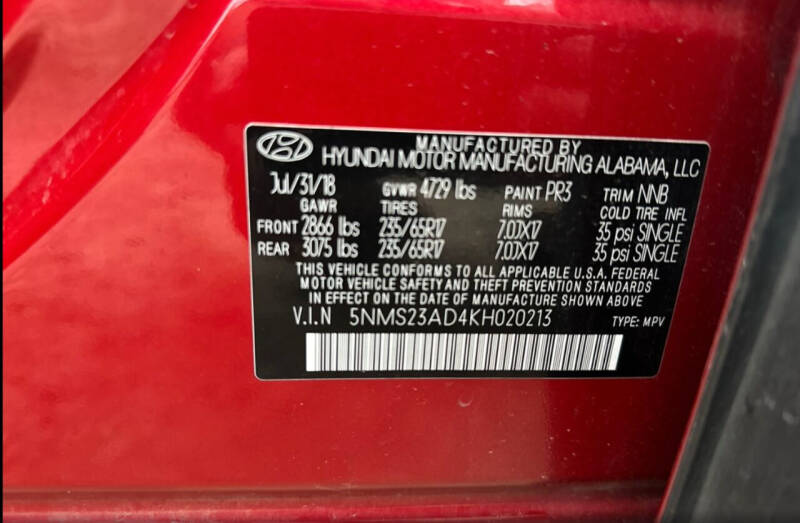 MANUFACTURED BY
HYUNDAI MOTOR MANUFACTURING ALABAMA, LLC
JUL/31/18 GVWR 4729 lbs PAINT PR3 TRIM NNB
GAWR TIRES RIMS COLD TIRE INFL
FRONT 2866 lbs 235/65R17 7.0JX17 35 psi SINGLE
REAR 3075 lbs 235/65R17 7.0JX17 35 psi SINGLE
THIS VEHICLE CONFORMS TO ALL APPLICABLE U.S.A. FEDERAL
MOTOR VEHICLE SAFETY AND THEFT PREVENTION STANDARDS
IN EFFECT ON THE DATE OF MANUFACTURE SHOWN ABOVE
V.I.N 5NMS23AD4KH020213 TYPE: MPV